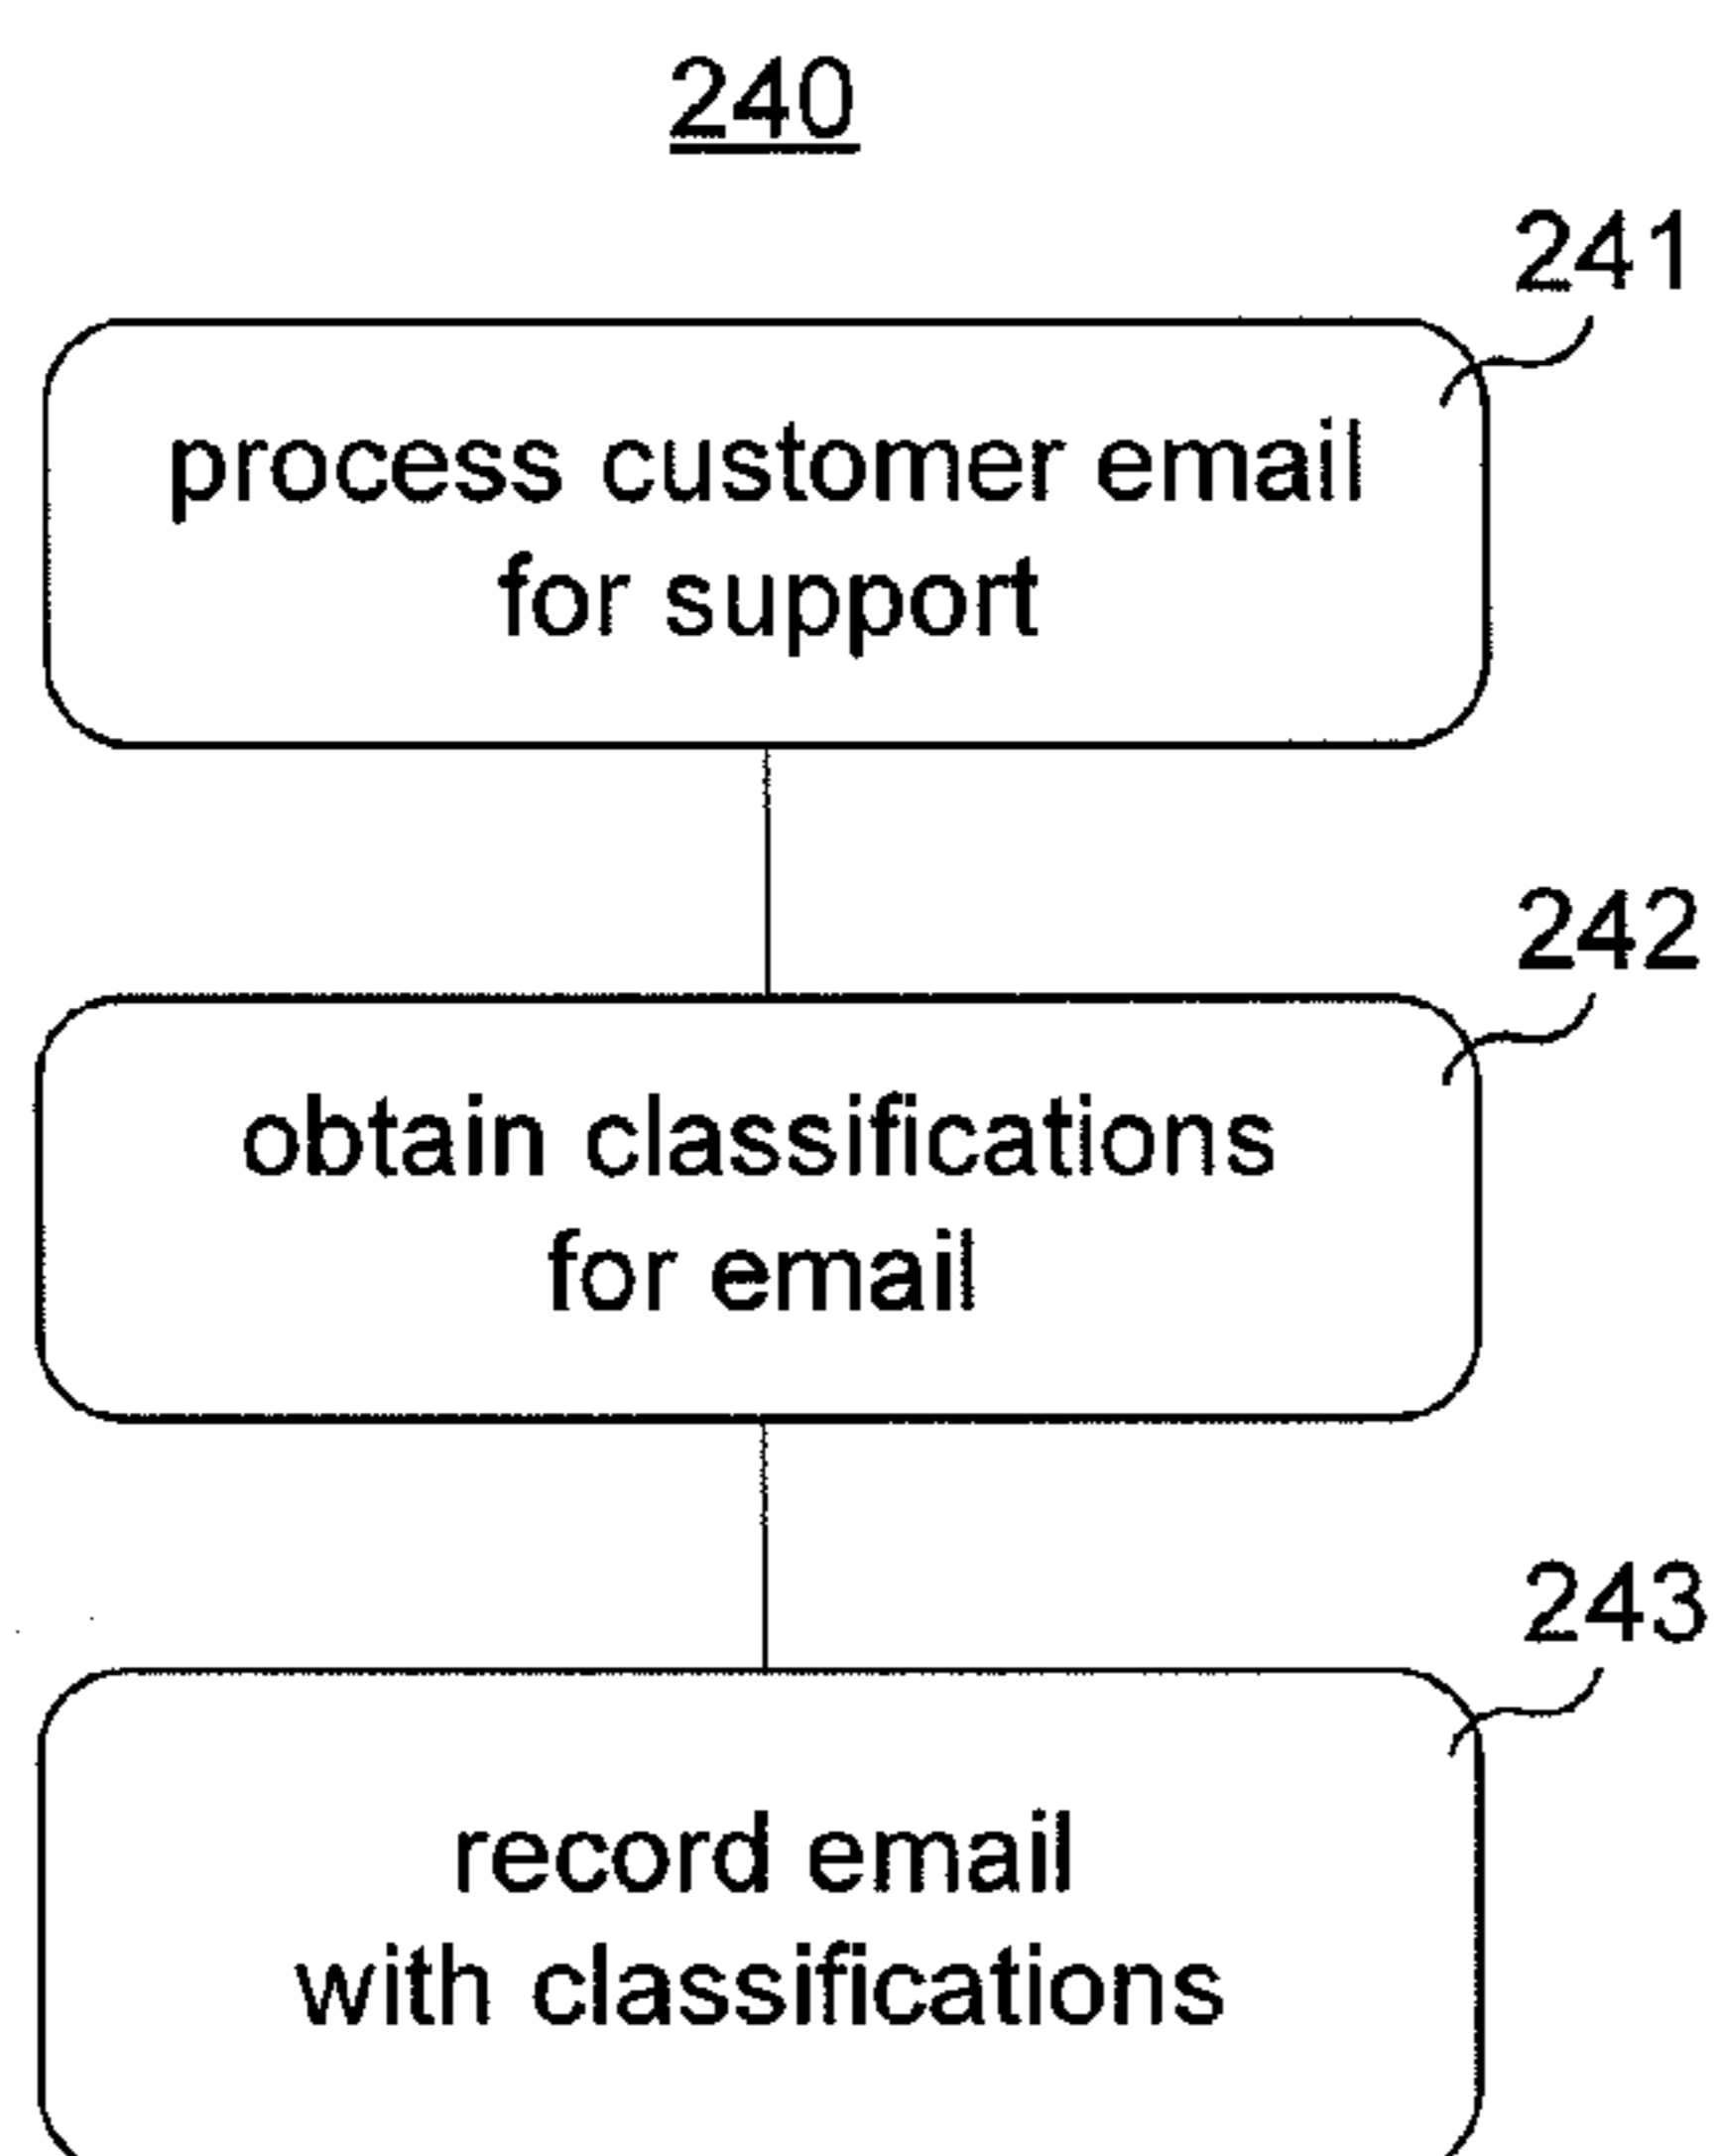 240
241
process customer email
for support
242
obtain classifications
for email
243
record email
with classifications